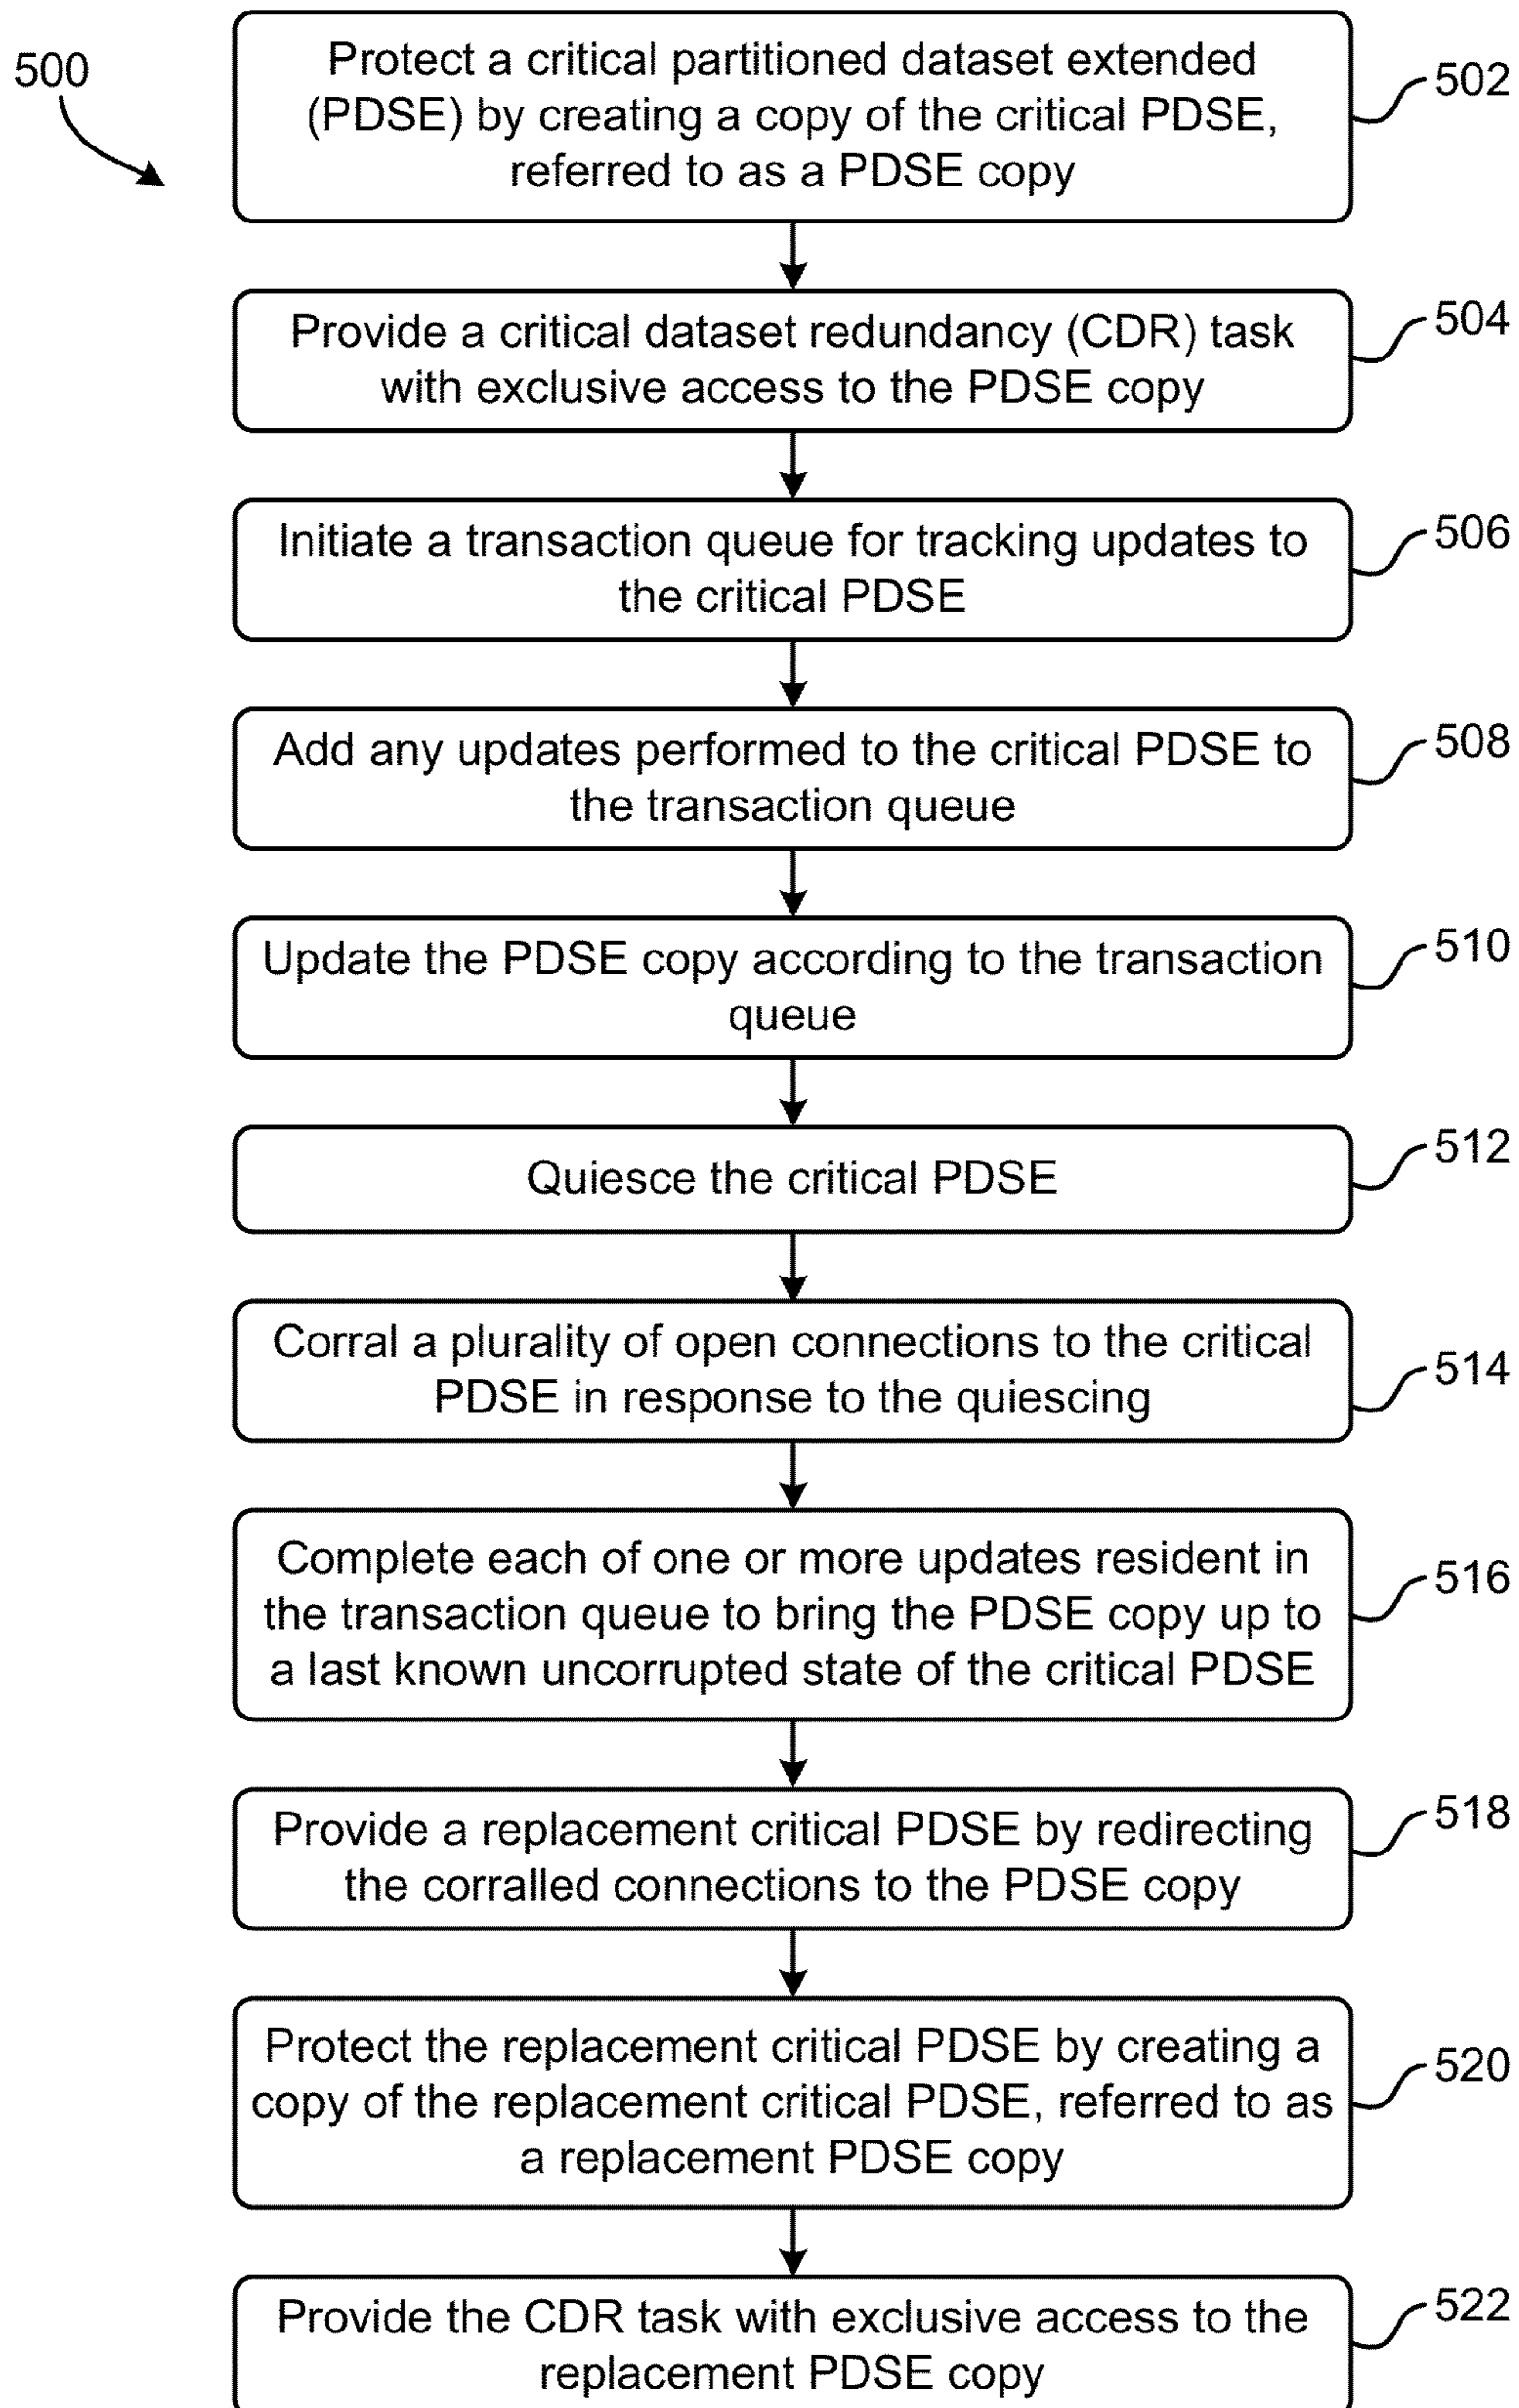 500
Protect a critical partitioned dataset extended
(PDSE) by creating a copy of the critical PDSE,
referred to as a PDSE copy
502
Provide a critical dataset redundancy (CDR) task
with exclusive access to the PDSE copy
504
Initiate a transaction queue for tracking updates to
the critical PDSE
506
Add any updates performed to the critical PDSE to
the transaction queue
508
Update the PDSE copy according to the transaction
queue
510
Quiesce the critical PDSE
512
Corral a plurality of open connections to the critical
PDSE in response to the quiescing
514
Complete each of one or more updates resident in
the transaction queue to bring the PDSE copy up to
a last known uncorrupted state of the critical PDSE
516
Provide a replacement critical PDSE by redirecting
the corralled connections to the PDSE copy
518
Protect the replacement critical PDSE by creating a
copy of the replacement critical PDSE, referred to as
a replacement PDSE copy
520
Provide the CDR task with exclusive access to the
replacement PDSE copy
522